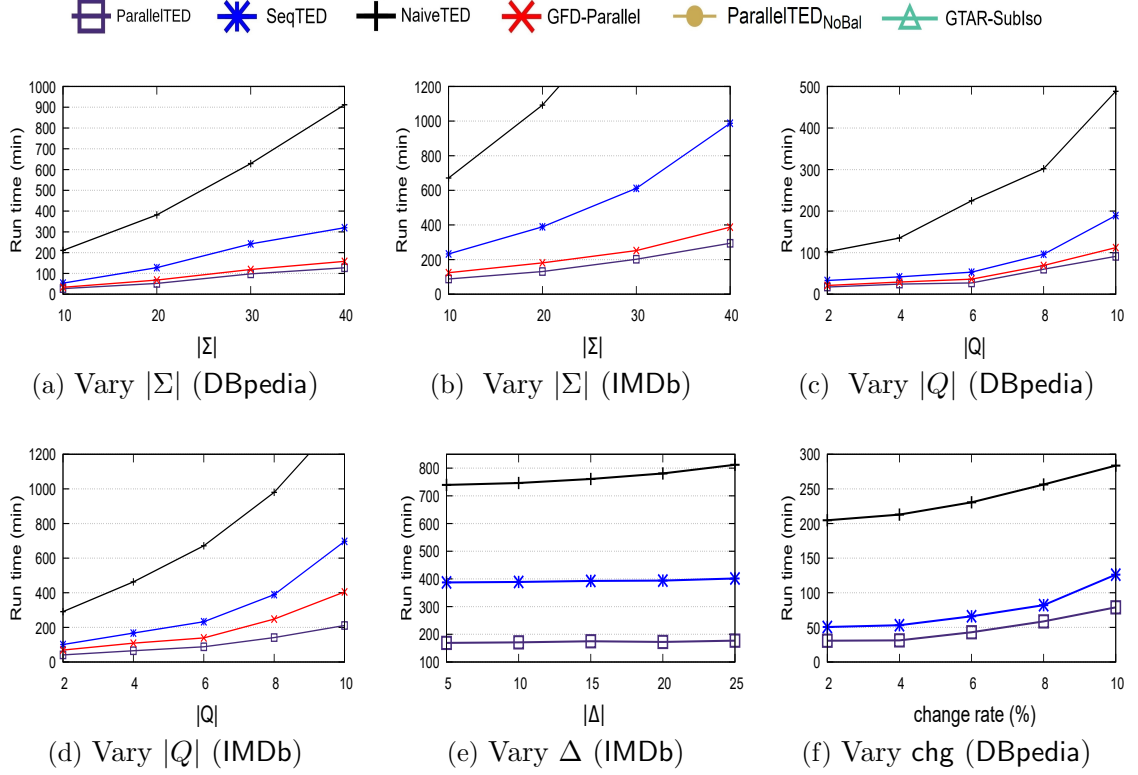 ParallelTED SeqTED NaiveTED GFD-Parallel ParallelTED_NoBal GTAR-SubIso
1000
900
800
700
600
500
400
300
200
100
0
Run time (min)
10 20 30 40
|Σ|
(a) Vary |Σ| (DBpedia)
1200
1000
800
600
400
200
0
Run time (min)
10 20 30 40
|Σ|
(b) Vary |Σ| (IMDb)
500
400
300
200
100
0
Run time (min)
2 4 6 8 10
|Q|
(c) Vary |Q| (DBpedia)
1200
1000
800
600
400
200
0
Run time (min)
2 4 6 8 10
|Q|
(d) Vary |Q| (IMDb)
800
700
600
500
400
300
200
100
Run time (min)
5 10 15 20 25
|Δ|
(e) Vary Δ (IMDb)
300
250
200
150
100
50
0
Run time (min)
2 4 6 8 10
change rate (%)
(f) Vary chg (DBpedia)